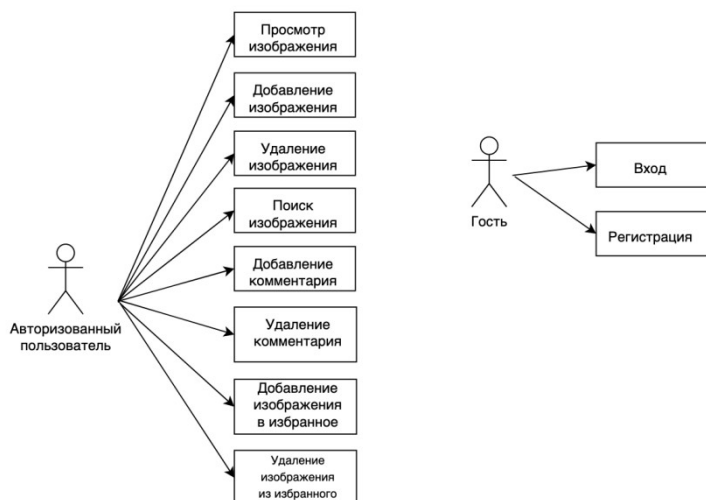 Просмотр
изображения
Добавление
изображения
Удаление
изображения
Поиск
изображения
Добавление
комментария
Удаление
комментария
Добавление
изображения
в избранное
Удаление
изображения
из избранного
Авторизованный
пользователь
Гость
Вход
Регистрация